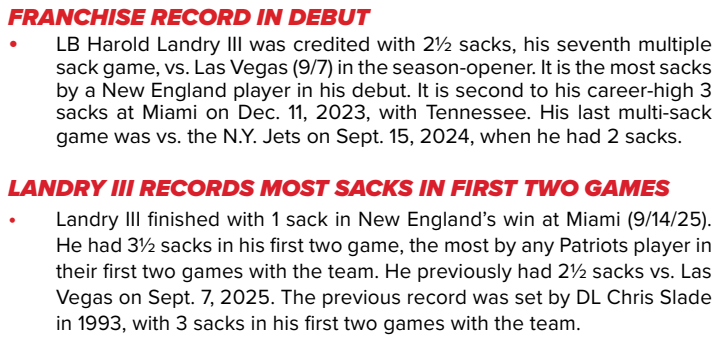 FRANCHISE RECORD IN DEBUT
• LB Harold Landry III was credited with 2½ sacks, his seventh multiple
sack game, vs. Las Vegas (9/7) in the season-opener. It is the most sacks
by a New England player in his debut. It is second to his career-high 3
sacks at Miami on Dec. 11, 2023, with Tennessee. His last multi-sack
game was vs. the N.Y. Jets on Sept. 15, 2024, when he had 2 sacks.
LANDRY III RECORDS MOST SACKS IN FIRST TWO GAMES
• Landry III finished with 1 sack in New England’s win at Miami (9/14/25).
He had 3½ sacks in his first two game, the most by any Patriots player in
their first two games with the team. He previously had 2½ sacks vs. Las
Vegas on Sept. 7, 2025. The previous record was set by DL Chris Slade
in 1993, with 3 sacks in his first two games with the team.